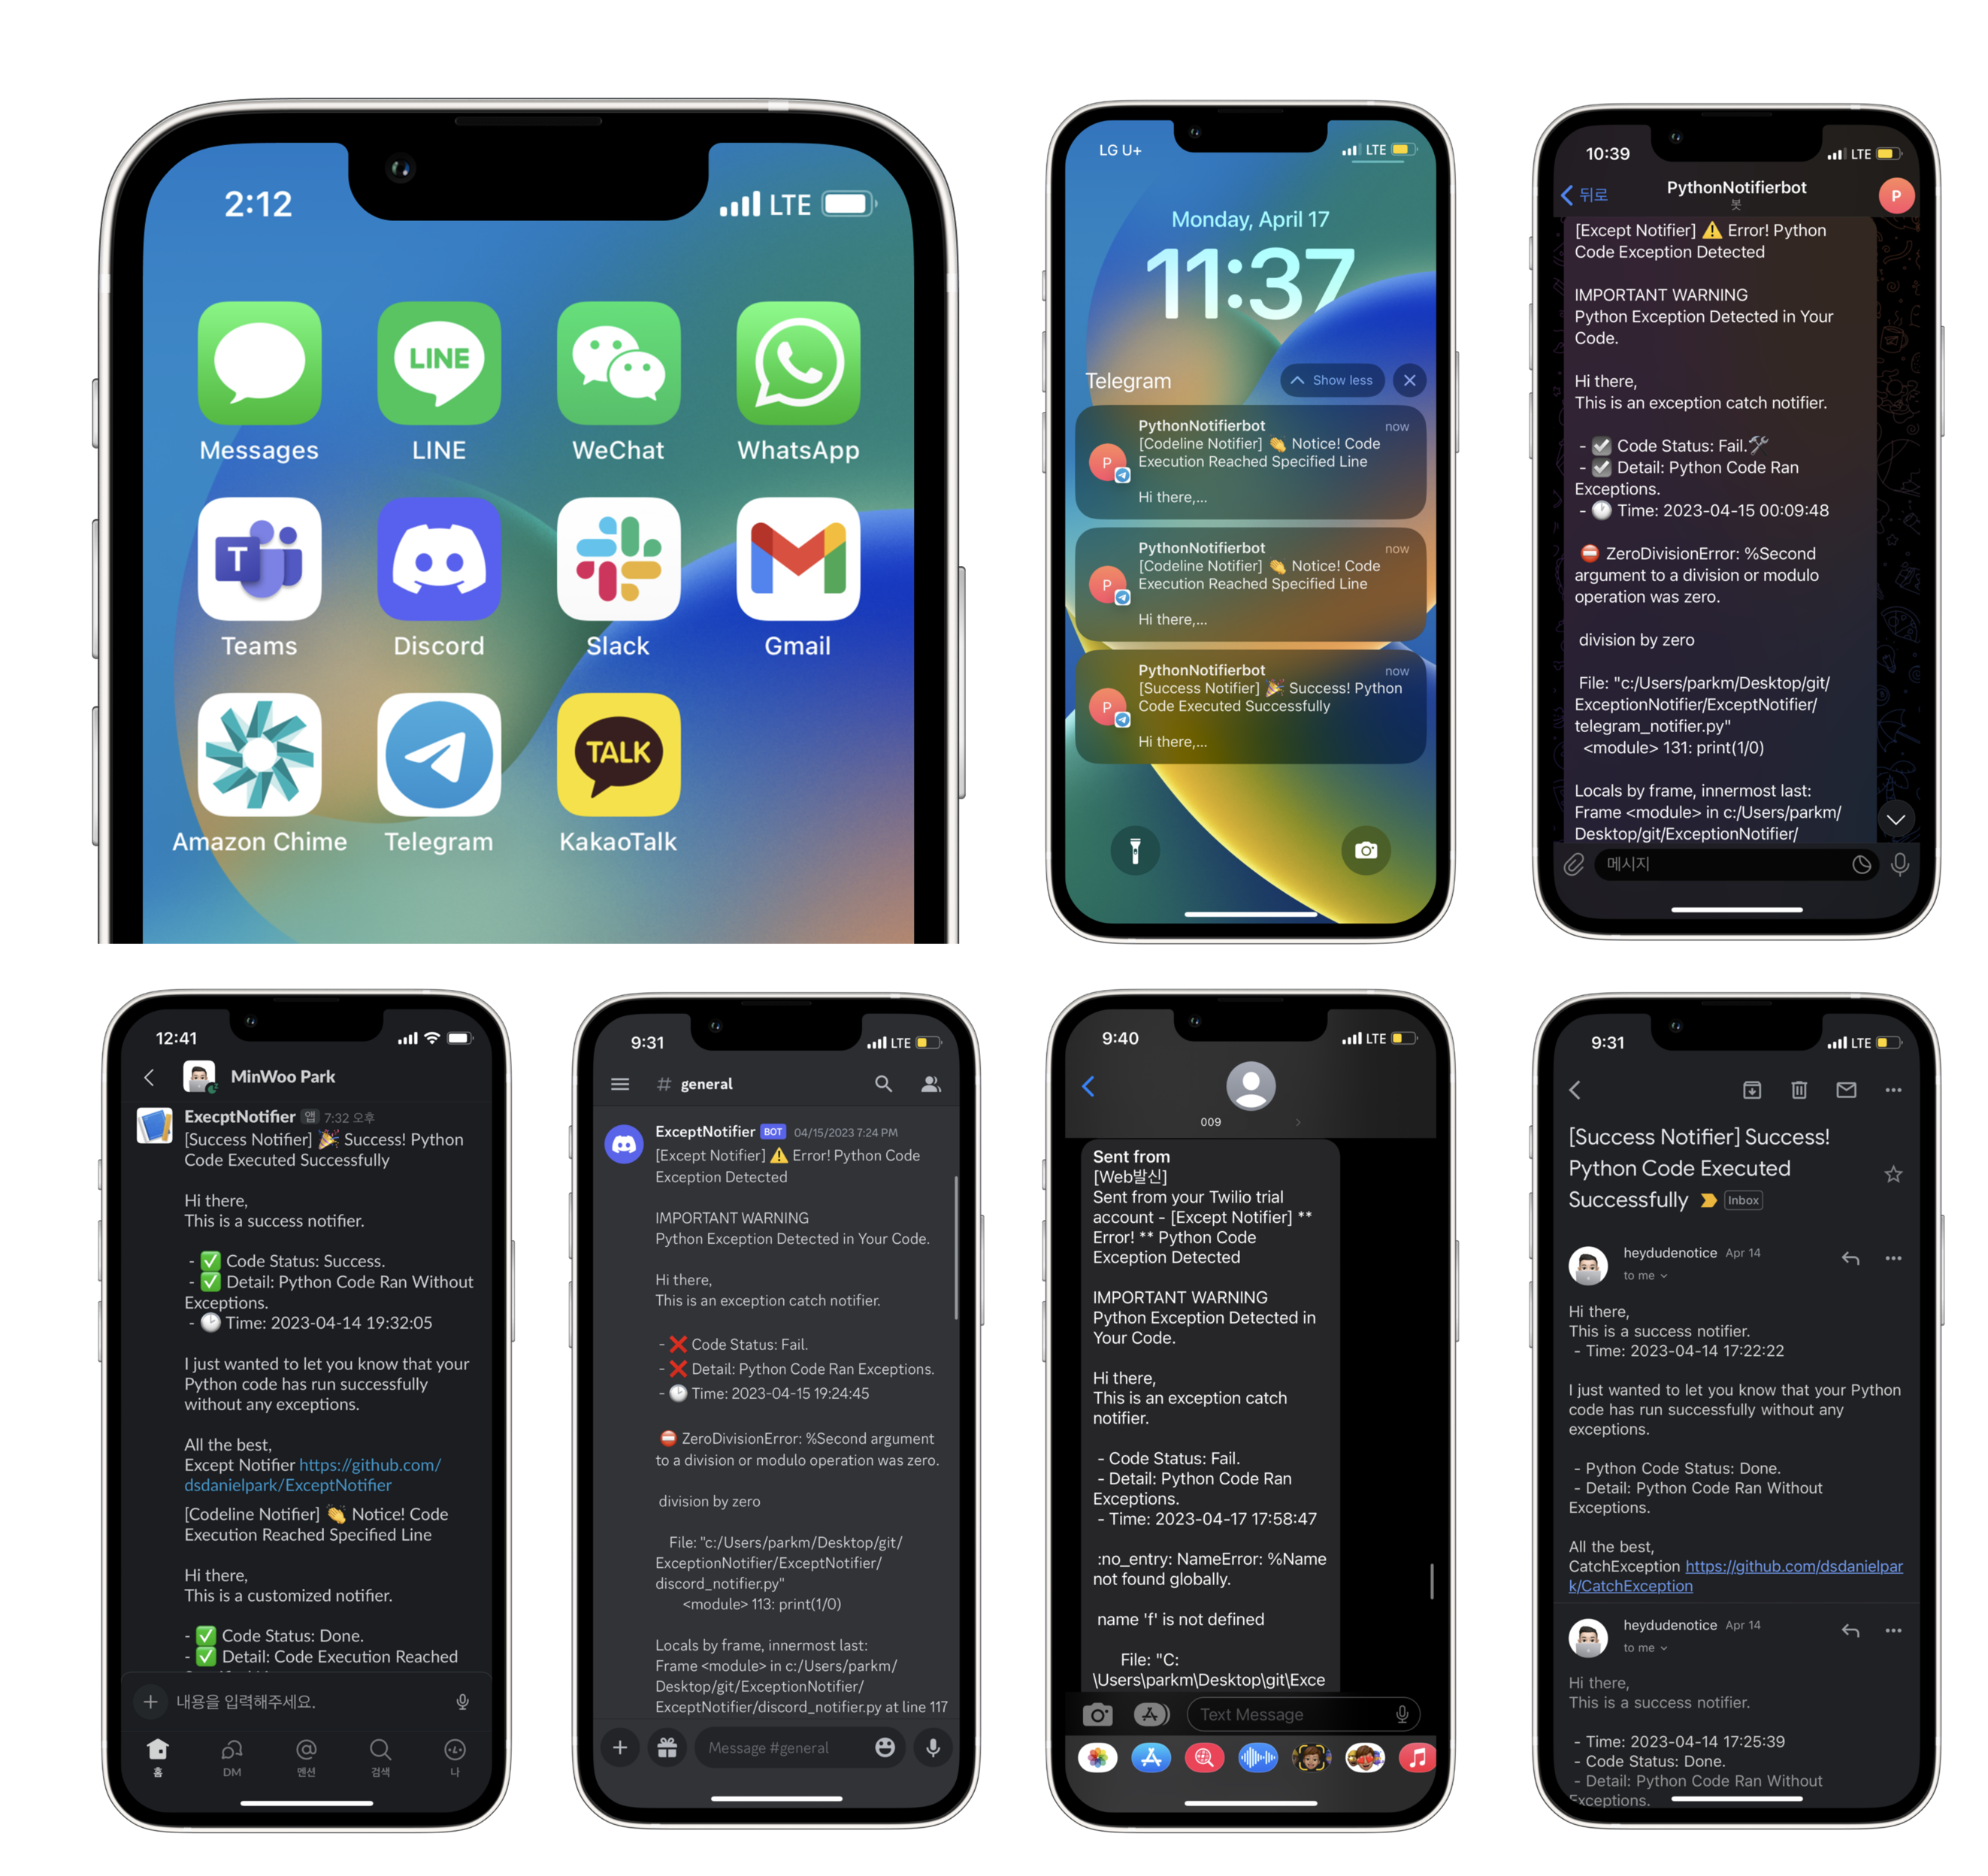 2:12
LTE
LINE
Messages
LINE
WeChat
WhatsApp
T
Teams
Discord
Slack
Gmail
TALK
Amazon Chime
Telegram
KakaoTalk
LG U+
LTE
Monday, April 17
11:37
Telegram
Show less
PythonNotifierbot
now
[Codeline Notifier] 👏 Notice! Code
Execution Reached Specified Line
Hi there,...
P
PythonNotifierbot
now
[Codeline Notifier] 👏 Notice! Code
Execution Reached Specified Line
Hi there,...
P
PythonNotifierbot
now
[Success Notifier] 🎉 Success! Python
Code Executed Successfully
Hi there,...
P
10:39
LTE
뒤로
PythonNotifierbot
봇
P
[Except Notifier] ⚠️ Error! Python
Code Exception Detected
IMPORTANT WARNING
Python Exception Detected in Your
Code.
Hi there,
This is an exception catch notifier.
- ☑️ Code Status: Fail.🛠
- ☑️ Detail: Python Code Ran
Exceptions.
- 🕐 Time: 2023-04-15 00:09:48
⛔ ZeroDivisionError: %Second
argument to a division or modulo
operation was zero.
division by zero
File: "c:/Users/parkm/Desktop/git/
ExceptionNotifier/ExceptNotifier/
telegram_notifier.py"
<module> 131: print(1/0)
Locals by frame, innermost last:
Frame <module> in c:/Users/parkm/
Desktop/git/ExceptionNotifier/
메시지
12:41
MinWoo Park
ExecptNotifier 앱 7:32 오후
[Success Notifier] 🎉 Success! Python
Code Executed Successfully
Hi there,
This is a success notifier.
- ✅ Code Status: Success.
- ✅ Detail: Python Code Ran Without
Exceptions.
- 🕐 Time: 2023-04-14 19:32:05
I just wanted to let you know that your
Python code has run successfully
without any exceptions.
All the best,
Except Notifier https://github.com/
dsdanielpark/ExceptNotifier
[Codeline Notifier] 👏 Notice! Code
Execution Reached Specified Line
Hi there,
This is a customized notifier.
- ✅ Code Status: Done.
- ✅ Detail: Code Execution Reached
내용을 입력해주세요.
홈
DM
멘션
검색
나
9:31
LTE
# general
ExceptNotifier BOT 04/15/2023 7:24 PM
[Except Notifier] ⚠️ Error! Python Code
Exception Detected
IMPORTANT WARNING
Python Exception Detected in Your Code.
Hi there,
This is an exception catch notifier.
- ❌ Code Status: Fail.
- ❌ Detail: Python Code Ran Exceptions.
- 🕐 Time: 2023-04-15 19:24:45
⛔ ZeroDivisionError: %Second argument
to a division or modulo operation was zero.
division by zero
File: "c:/Users/parkm/Desktop/git/
ExceptionNotifier/ExceptNotifier/
discord_notifier.py"
<module> 113: print(1/0)
Locals by frame, innermost last:
Frame <module> in c:/Users/parkm/
Desktop/git/ExceptionNotifier/
ExceptNotifier/discord_notifier.py at line 117
Message #general
9:40
LTE
009
Sent from
[Web발신]
Sent from your Twilio trial
account - [Except Notifier] **
Error! ** Python Code
Exception Detected
IMPORTANT WARNING
Python Exception Detected in
Your Code.
Hi there,
This is an exception catch
notifier.
- Code Status: Fail.
- Detail: Python Code Ran
Exceptions.
- Time: 2023-04-17 17:58:47
:no_entry: NameError: %Name
not found globally.
name 'f' is not defined
File: "C:
\Users\parkm\Desktop\git\Exce
Text Message
9:31
LTE
[Success Notifier] Success!
Python Code Executed
Successfully
Inbox
heydudenotice Apr 14
to me
Hi there,
This is a success notifier.
- Time: 2023-04-14 17:22:22
I just wanted to let you know that your Python
code has run successfully without any
exceptions.
- Python Code Status: Done.
- Detail: Python Code Ran Without
Exceptions.
All the best,
CatchException https://github.com/dsdanielpar
k/CatchException
heydudenotice Apr 14
to me
Hi there,
This is a success notifier.
- Time: 2023-04-14 17:25:39
- Code Status: Done.
- Detail: Python Code Ran Without
Exceptions.